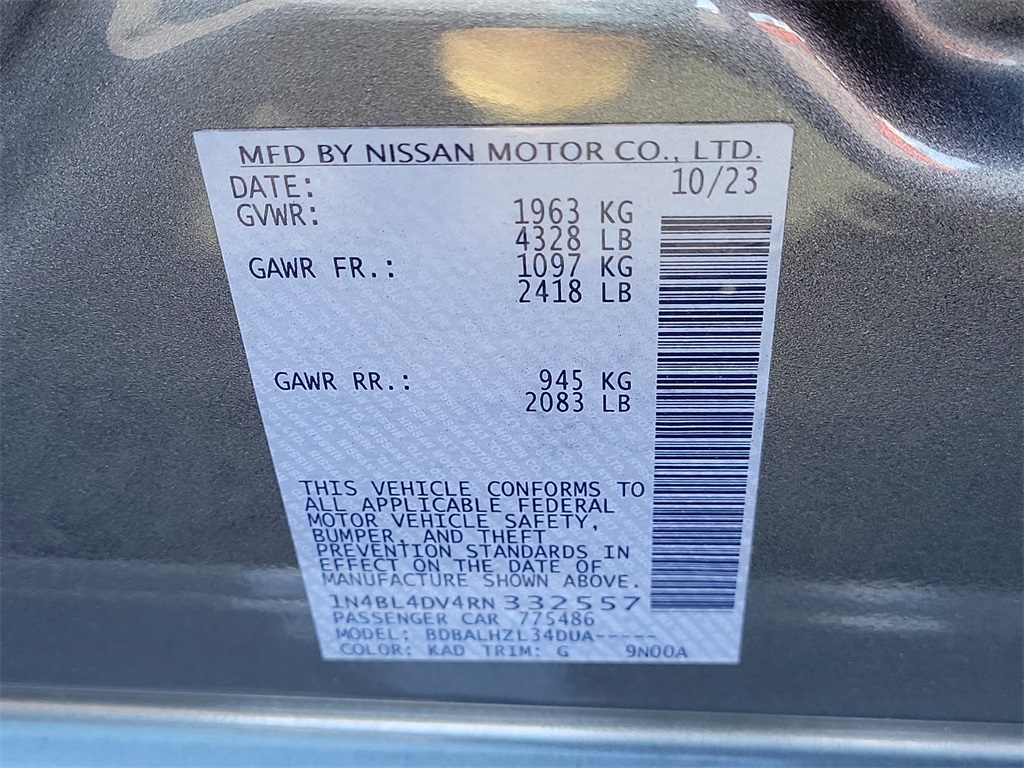 MFD BY NISSAN MOTOR CO., LTD.
DATE: 10/23
GVWR: 1963 KG
4328 LB
GAWR FR.: 1097 KG
2418 LB
GAWR RR.: 945 KG
2083 LB
THIS VEHICLE CONFORMS TO
ALL APPLICABLE FEDERAL
MOTOR VEHICLE SAFETY,
BUMPER, AND THEFT
PREVENTION STANDARDS IN
EFFECT ON THE DATE OF
MANUFACTURE SHOWN ABOVE.
1N4BL4DV4RN 332557
PASSENGER CAR 775486
MODEL: BDBALHZL34DUA-----
COLOR: KAD TRIM: G 9N00A